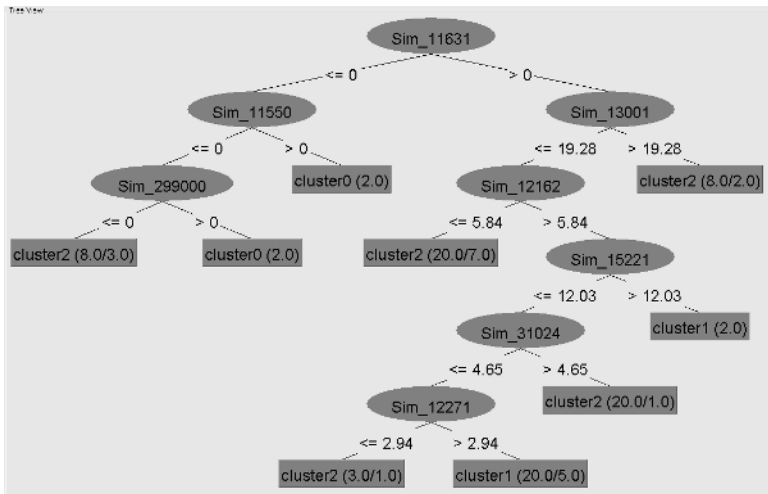 Tree View
Sim_11631
<= 0
> 0
Sim_11550
Sim_13001
<= 0
> 0
<= 19.28
> 19.28
Sim_299000
cluster0 (2.0)
Sim_12162
cluster2 (8.0/2.0)
<= 0
> 0
<= 5.84
> 5.84
cluster2 (8.0/3.0)
cluster0 (2.0)
cluster2 (20.0/7.0)
Sim_15221
<= 12.03
> 12.03
Sim_31024
cluster1 (2.0)
<= 4.65
> 4.65
Sim_12271
cluster2 (20.0/1.0)
<= 2.94
> 2.94
cluster2 (3.0/1.0)
cluster1 (20.0/5.0)